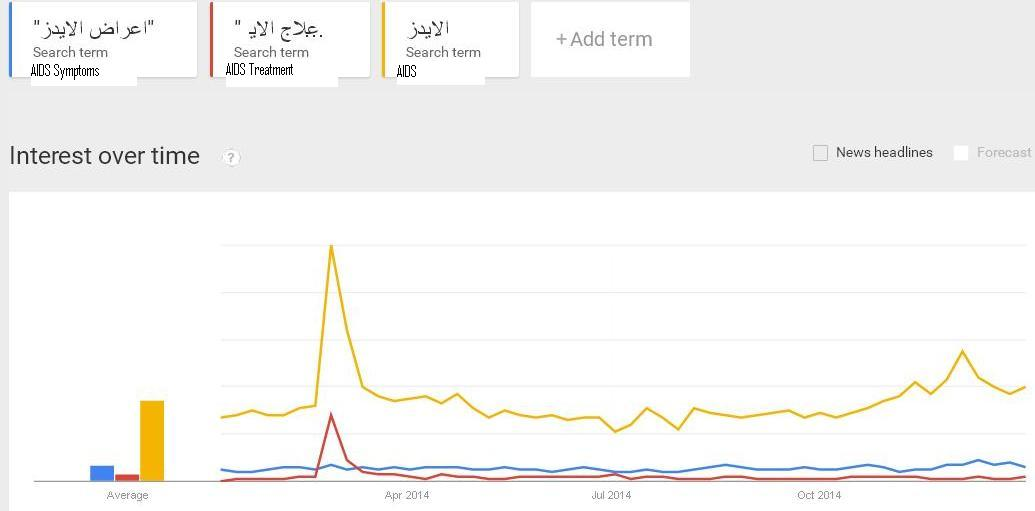 "اعراض الايدز"
Search term
AIDS Symptoms
" علاج الايـ.
Search term
AIDS Treatment
الايدز
Search term
AIDS
+Add term
Interest over time
?
News headlines
Forecast
Average
Apr 2014
Jul 2014
Oct 2014